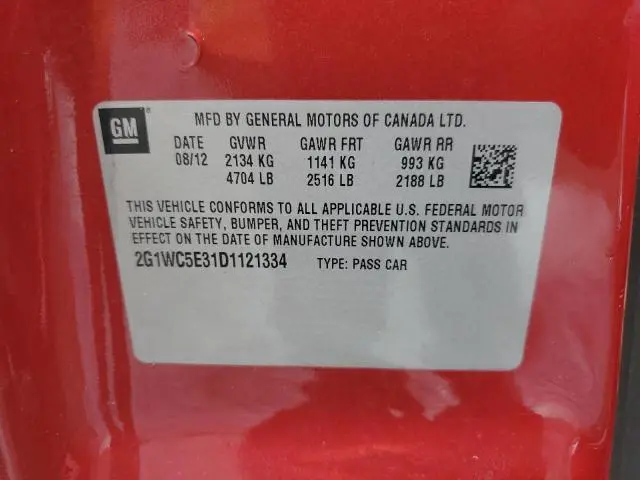 GM ®
MFD BY GENERAL MOTORS OF CANADA LTD.
DATE GVWR GAWR FRT GAWR RR
08/12 2134 KG 1141 KG 993 KG
4704 LB 2516 LB 2188 LB
THIS VEHICLE CONFORMS TO ALL APPLICABLE U.S. FEDERAL MOTOR
VEHICLE SAFETY, BUMPER, AND THEFT PREVENTION STANDARDS IN
EFFECT ON THE DATE OF MANUFACTURE SHOWN ABOVE.
2G1WC5E31D1121334 TYPE: PASS CAR